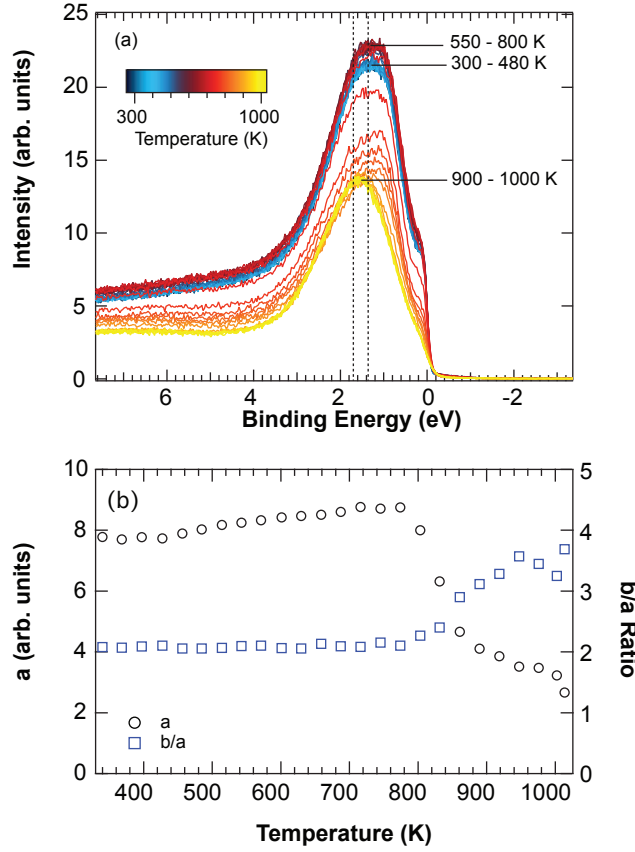 (a)
300 1000
Temperature (K)
550 - 800 K
300 - 480 K
900 - 1000 K
Intensity (arb. units)
25
20
15
10
5
0
6 4 2 0 -2
Binding Energy (eV)
(b)
a (arb. units)
10
8
6
4
2
0
b/a Ratio
5
4
3
2
1
0
a
b/a
400 500 600 700 800 900 1000
Temperature (K)